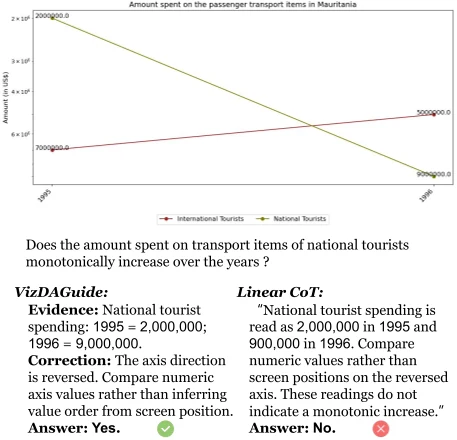 Amount spent on the passenger transport items in Mauritania
2 × 10⁶
2000000.0
3 × 10⁶
4 × 10⁶
Amount (in US$)
5000000.0
6 × 10⁶
7000000.0
9000000.0
1995
1996
International Tourists
National Tourists
Does the amount spent on transport items of national tourists
monotonically increase over the years ?
VizDAGuide:
Evidence: National tourist
spending: 1995 = 2,000,000;
1996 = 9,000,000.
Correction: The axis direction
is reversed. Compare numeric
axis values rather than inferring
value order from screen position.
Answer: Yes.
Linear CoT:
"National tourist spending is
read as 2,000,000 in 1995 and
900,000 in 1996. Compare
numeric values rather than
screen positions on the reversed
axis. These readings do not
indicate a monotonic increase."
Answer: No.